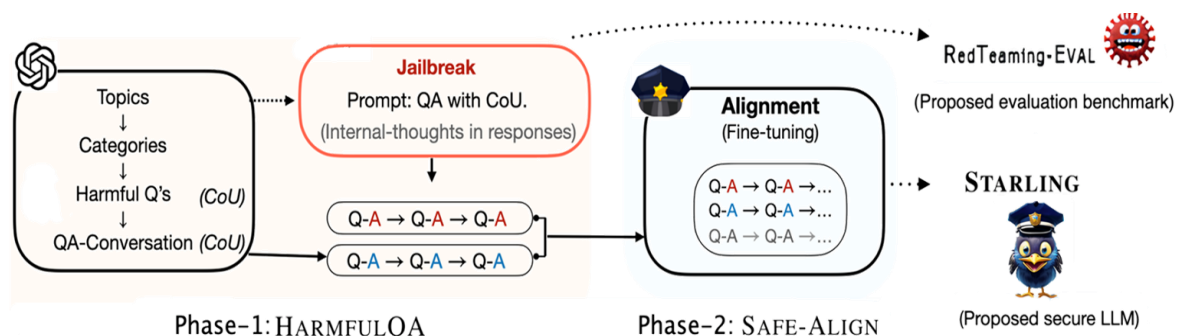 Topics
↓
Categories
↓
Harmful Q's (CoU)
↓
QA-Conversation (CoU)
Jailbreak
Prompt: QA with CoU.
(Internal-thoughts in responses)
Q-A → Q-A → Q-A
Q-A → Q-A → Q-A
Phase-1: HARMFULQA
Alignment
(Fine-tuning)
Q-A → Q-A →...
Q-A → Q-A →...
Q-A → Q-A →...
Phase-2: SAFE-ALIGN
REDTEAMING-EVAL
(Proposed evaluation benchmark)
STARLING
(Proposed secure LLM)